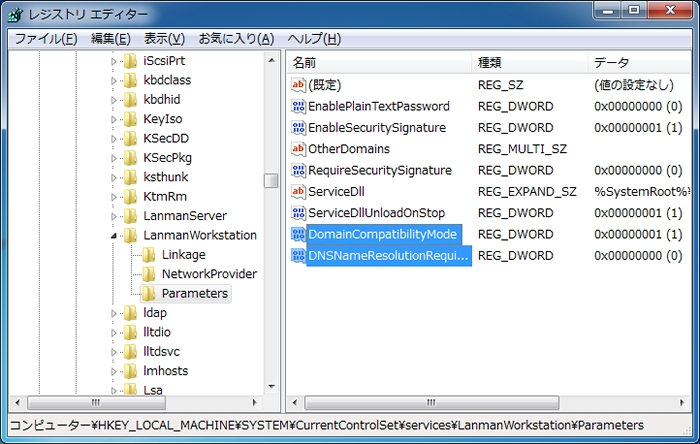 レジストリ エディター
ファイル(F) 編集(E) 表示(V) お気に入り(A) ヘルプ(H)
iScsiPrt
kbdclass
kbdhid
KeyIso
KSecDD
KSecPkg
ksthunk
KtmRm
LanmanServer
LanmanWorkstation
Linkage
NetworkProvider
Parameters
ldap
lltdio
lltdsvc
lmhosts
Lsa
名前 種類 データ
(既定) REG_SZ (値の設定なし)
EnablePlainTextPassword REG_DWORD 0x00000000 (0)
EnableSecuritySignature REG_DWORD 0x00000001 (1)
OtherDomains REG_MULTI_SZ
RequireSecuritySignature REG_DWORD 0x00000000 (0)
ServiceDll REG_EXPAND_SZ %SystemRoot%¥
ServiceDllUnloadOnStop REG_DWORD 0x00000001 (1)
DomainCompatibilityMode REG_DWORD 0x00000001 (1)
DNSNameResolutionRequi... REG_DWORD 0x00000000 (0)
コンピューター¥HKEY_LOCAL_MACHINE¥SYSTEM¥CurrentControlSet¥services¥LanmanWorkstation¥Parameters